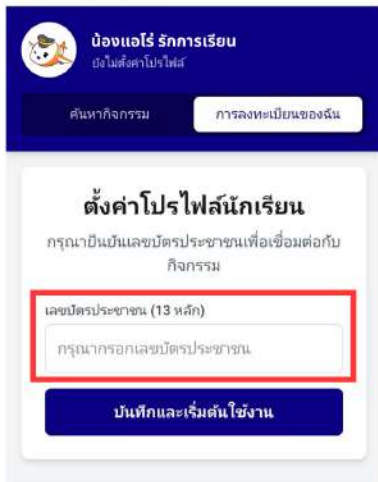 น้องแอโร่ รักการเรียน
ยังไม่ตั้งค่าโปรไฟล์
ค้นหากิจกรรม
การลงทะเบียนของฉัน
ตั้งค่าโปรไฟล์นักเรียน
กรุณายืนยันเลขบัตรประชาชนเพื่อเชื่อมต่อกับ
กิจกรรม
เลขบัตรประชาชน (13 หลัก)
กรุณากรอกเลขบัตรประชาชน
บันทึกและเริ่มต้นใช้งาน